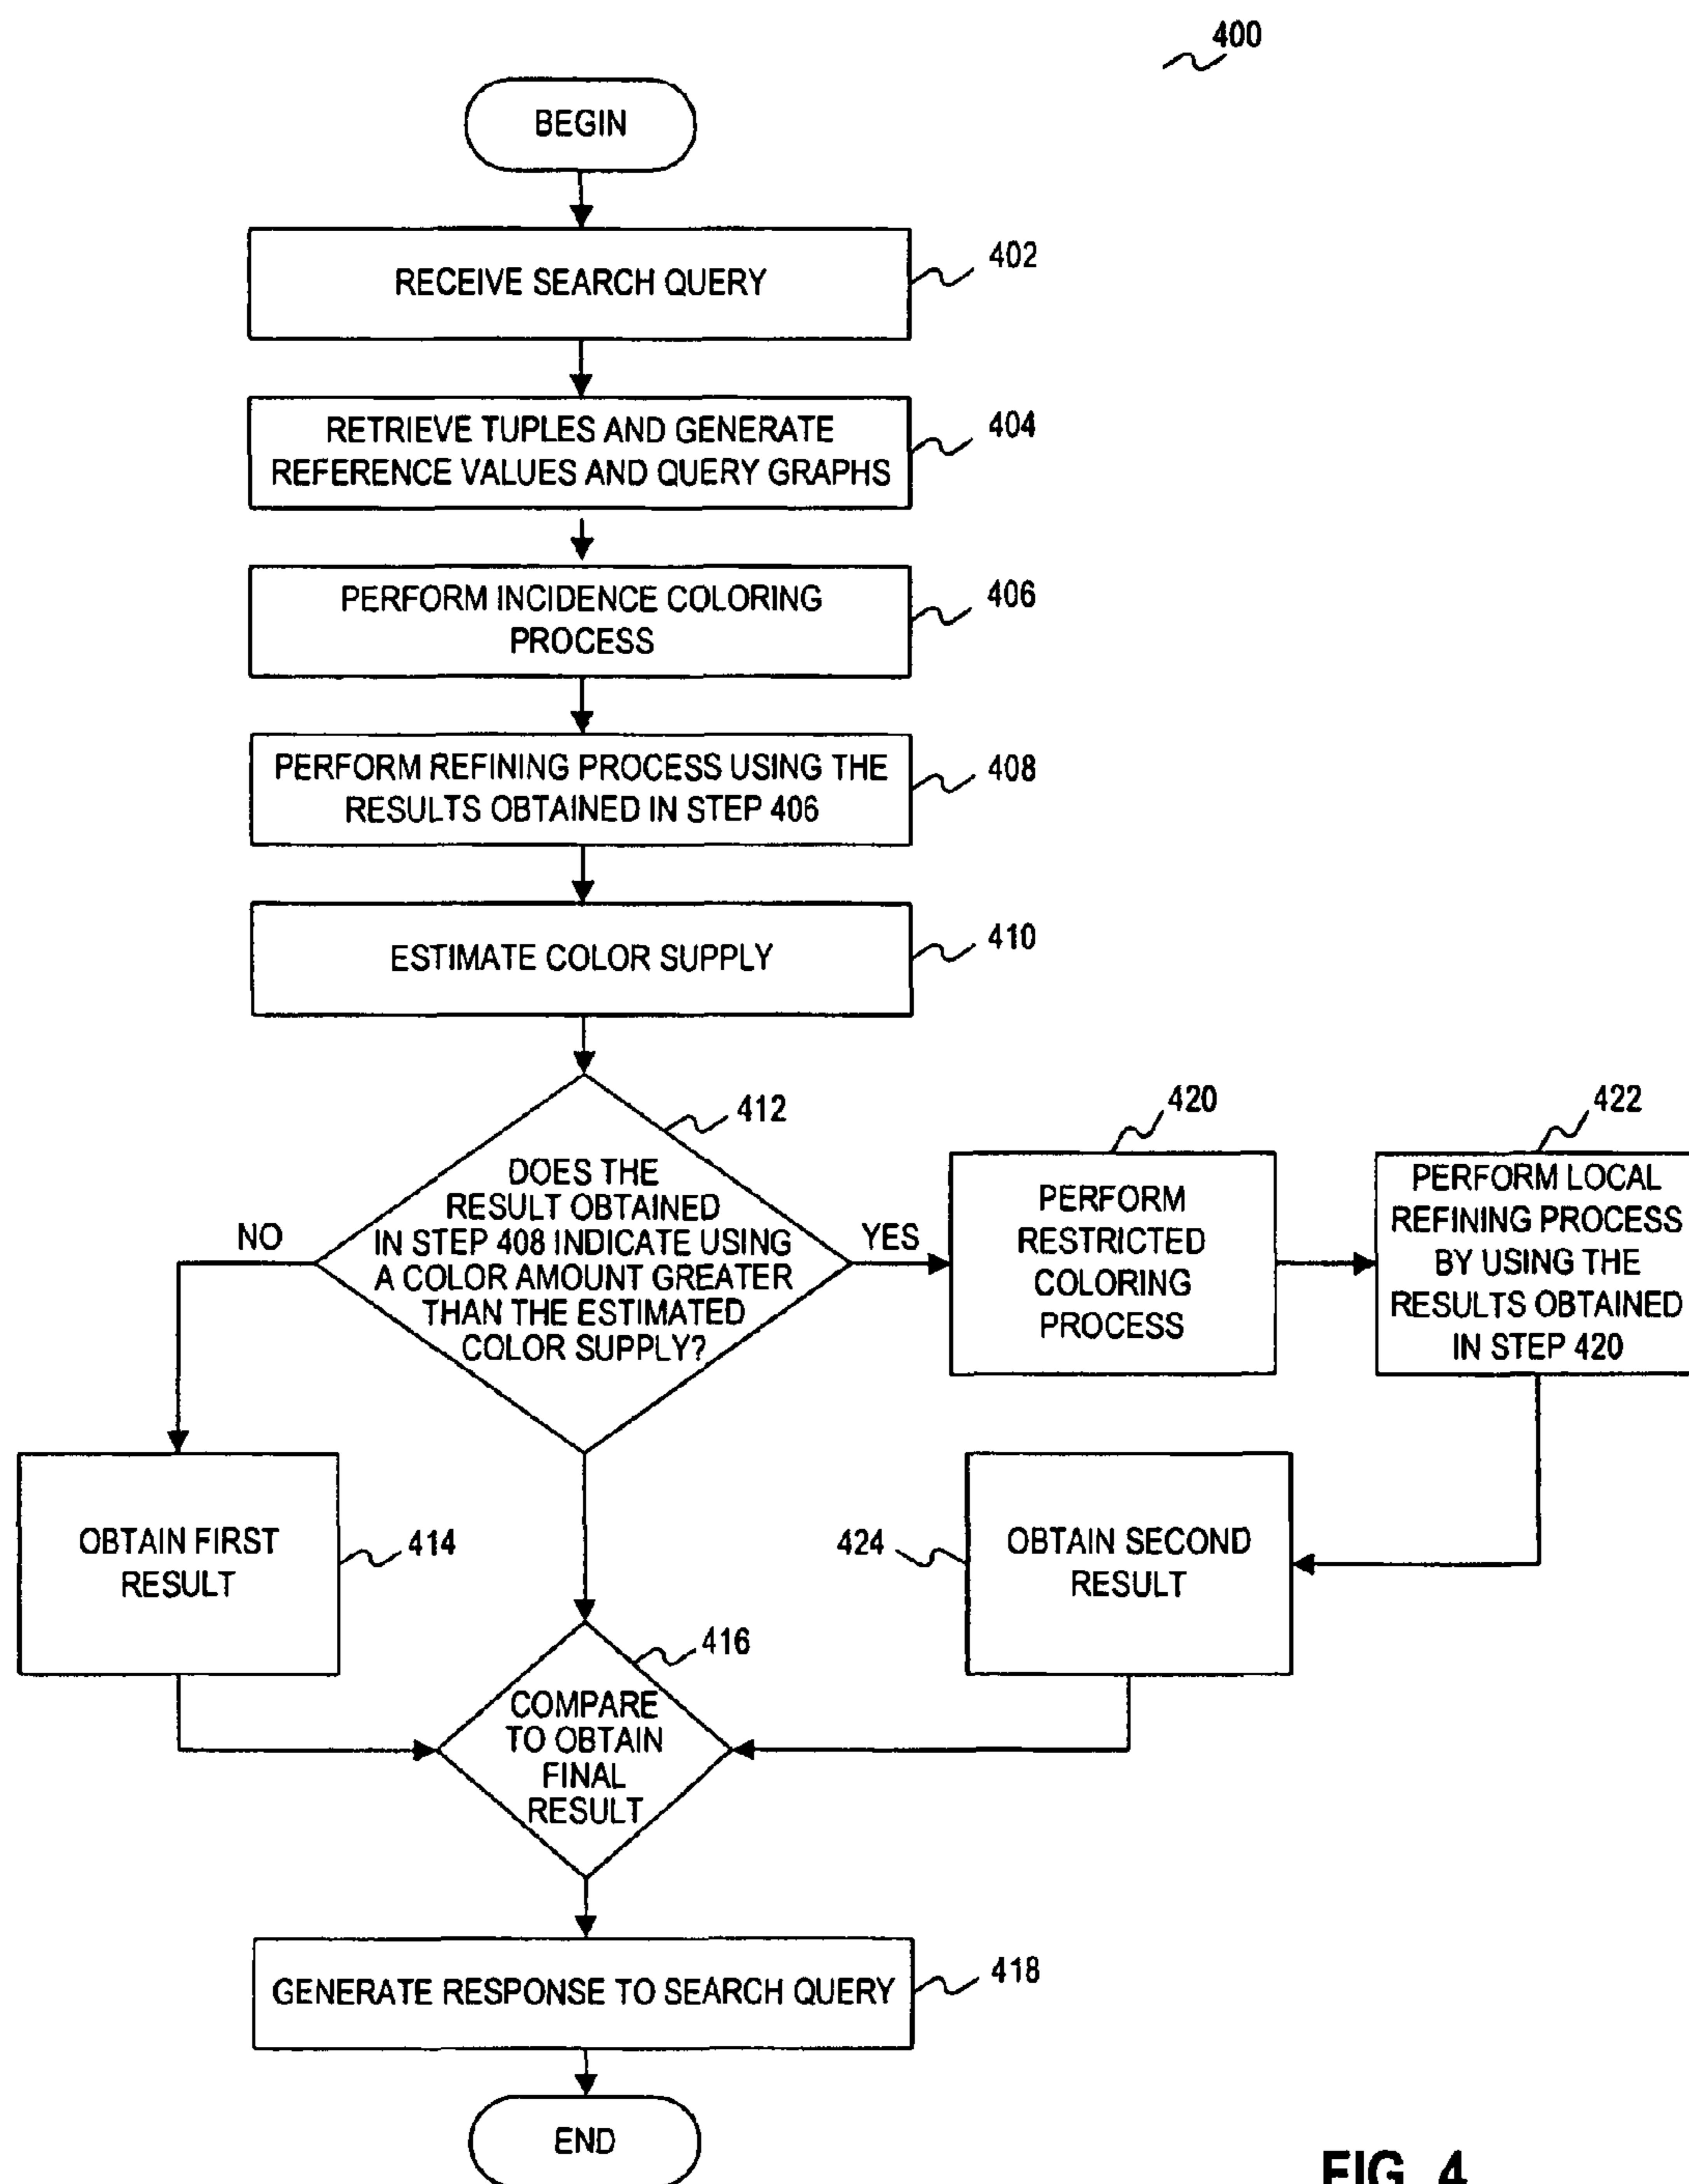 400
BEGIN
RECEIVE SEARCH QUERY
402
RETRIEVE TUPLES AND GENERATE
REFERENCE VALUES AND QUERY GRAPHS
404
PERFORM INCIDENCE COLORING
PROCESS
406
PERFORM REFINING PROCESS USING THE
RESULTS OBTAINED IN STEP 406
408
ESTIMATE COLOR SUPPLY
410
412
DOES THE
RESULT OBTAINED
IN STEP 408 INDICATE USING
A COLOR AMOUNT GREATER
THAN THE ESTIMATED
COLOR SUPPLY?
NO
YES
420
PERFORM
RESTRICTED
COLORING
PROCESS
422
PERFORM LOCAL
REFINING PROCESS
BY USING THE
RESULTS OBTAINED
IN STEP 420
OBTAIN FIRST
RESULT
414
424
OBTAIN SECOND
RESULT
416
COMPARE
TO OBTAIN
FINAL
RESULT
GENERATE RESPONSE TO SEARCH QUERY
418
END
FIG. 4